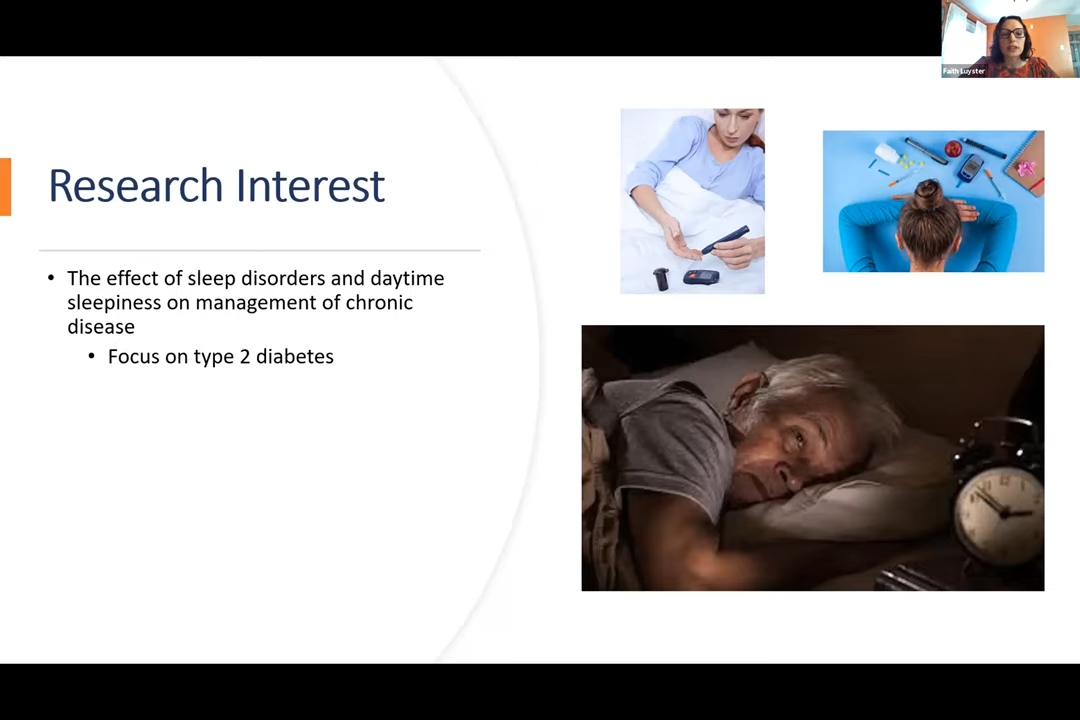 Faith Luyster
Research Interest
• The effect of sleep disorders and daytime
sleepiness on management of chronic
disease
• Focus on type 2 diabetes